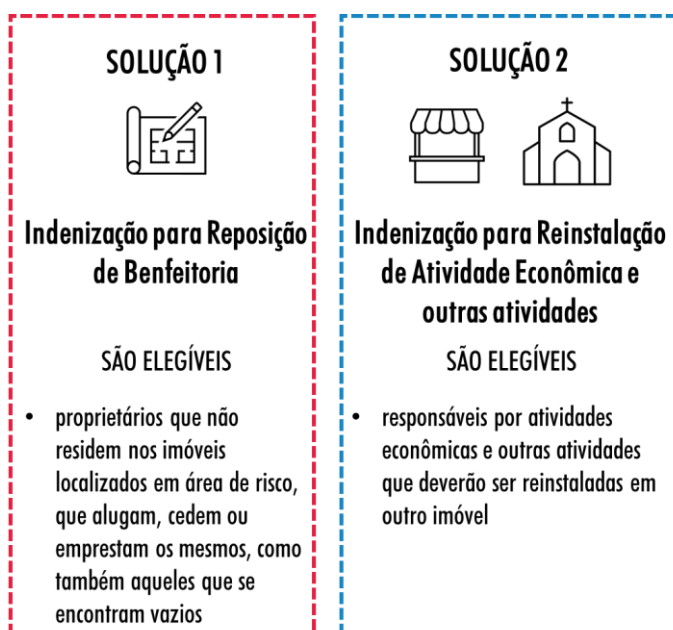 SOLUÇÃO 1
Indenização para Reposição
de Benfeitoria
SÃO ELEGÍVEIS
• proprietários que não
residem nos imóveis
localizados em área de risco,
que alugam, cedem ou
emprestam os mesmos, como
também aqueles que se
encontram vazios
SOLUÇÃO 2
Indenização para Reinstalação
de Atividade Econômica e
outras atividades
SÃO ELEGÍVEIS
• responsáveis por atividades
econômicas e outras atividades
que deverão ser reinstaladas em
outro imóvel